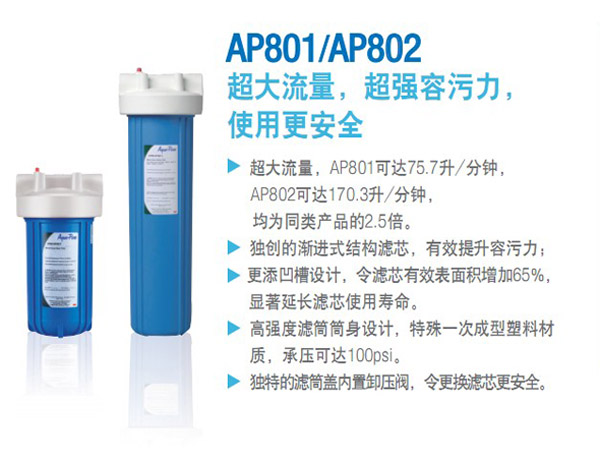 AP801/AP802
超大流量，超强容污力，
使用更安全
超大流量，AP801可达75.7升/分钟，
AP802可达170.3升/分钟，
均为同类产品的2.5倍。
独创的渐进式结构滤芯，有效提升容污力；
更添凹槽设计，令滤芯有效表面积增加65%，
显著延长滤芯使用寿命。
高强度滤筒筒身设计，特殊一次成型塑料材
质，承压可达100psi。
独特的滤筒盖内置卸压阀，令更换滤芯更安全。
Aqua-Pure
Aqua-Pure